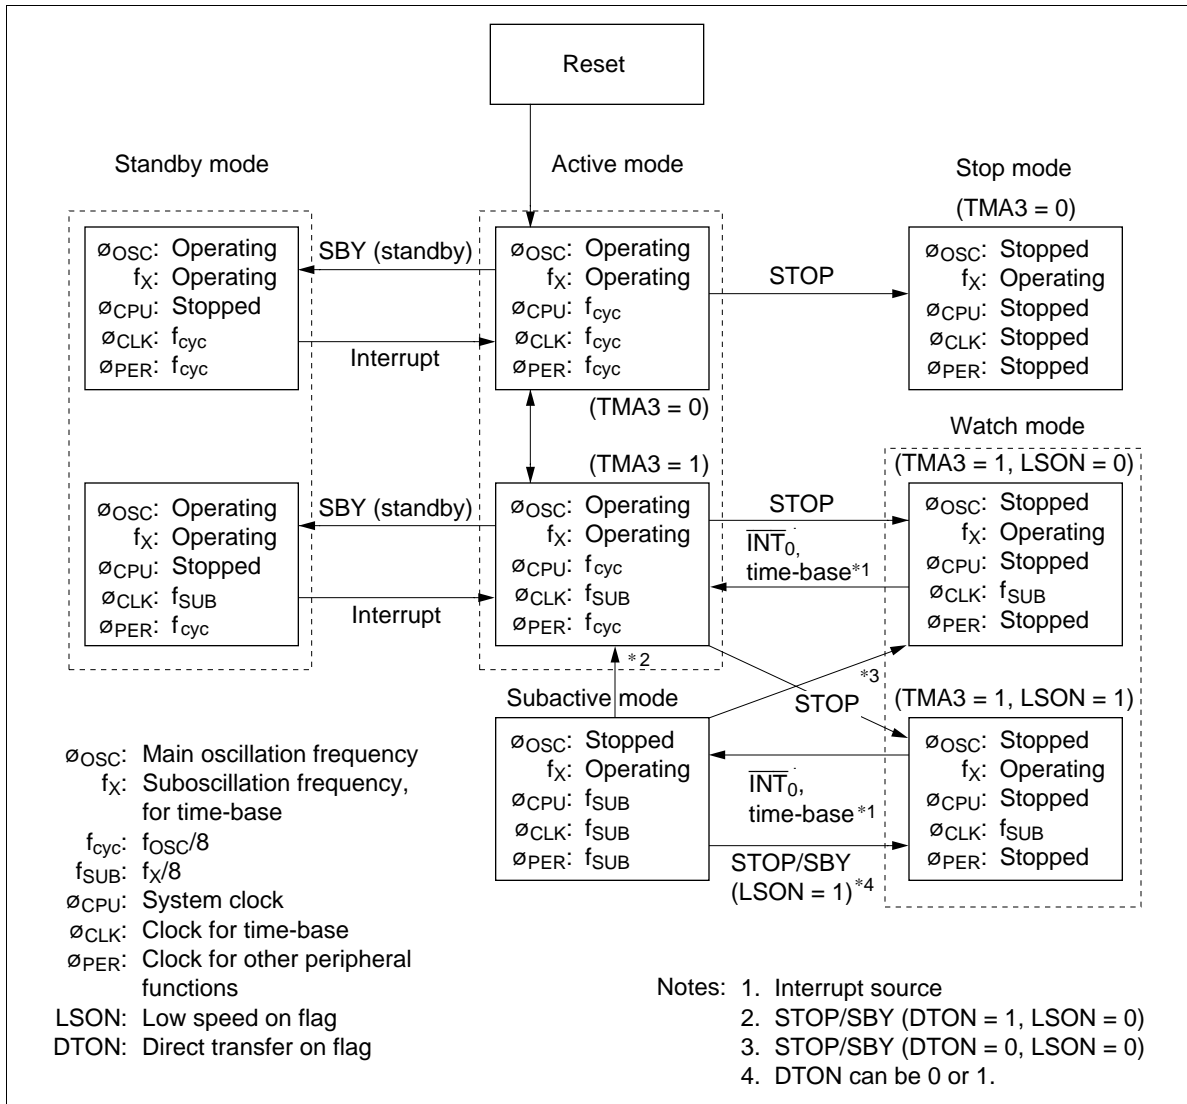 Reset
Standby mode
Active mode
Stop mode
(TMA3 = 0)
øOSC: Operating
fX: Operating
øCPU: Stopped
øCLK: fcyc
øPER: fcyc
SBY (standby)
Interrupt
øOSC: Operating
fX: Operating
øCPU: fcyc
øCLK: fcyc
øPER: fcyc
(TMA3 = 0)
STOP
øOSC: Stopped
fX: Operating
øCPU: Stopped
øCLK: Stopped
øPER: Stopped
Watch mode
(TMA3 = 1)
(TMA3 = 1, LSON = 0)
øOSC: Operating
fX: Operating
øCPU: Stopped
øCLK: fSUB
øPER: fcyc
SBY (standby)
Interrupt
øOSC: Operating
fX: Operating
øCPU: fcyc
øCLK: fSUB
øPER: fcyc
STOP
INT0,
time-base*1
øOSC: Stopped
fX: Operating
øCPU: Stopped
øCLK: fSUB
øPER: Stopped
*2
*3
STOP
Subactive mode
(TMA3 = 1, LSON = 1)
øOSC: Stopped
fX: Operating
øCPU: fSUB
øCLK: fSUB
øPER: fSUB
INT0,
time-base*1
STOP/SBY
(LSON = 1)*4
øOSC: Stopped
fX: Operating
øCPU: Stopped
øCLK: fSUB
øPER: Stopped
øOSC: Main oscillation frequency
fX: Suboscillation frequency,
for time-base
fcyc: fOSC/8
fSUB: fX/8
øCPU: System clock
øCLK: Clock for time-base
øPER: Clock for other peripheral
functions
LSON: Low speed on flag
DTON: Direct transfer on flag
Notes: 1. Interrupt source
2. STOP/SBY (DTON = 1, LSON = 0)
3. STOP/SBY (DTON = 0, LSON = 0)
4. DTON can be 0 or 1.